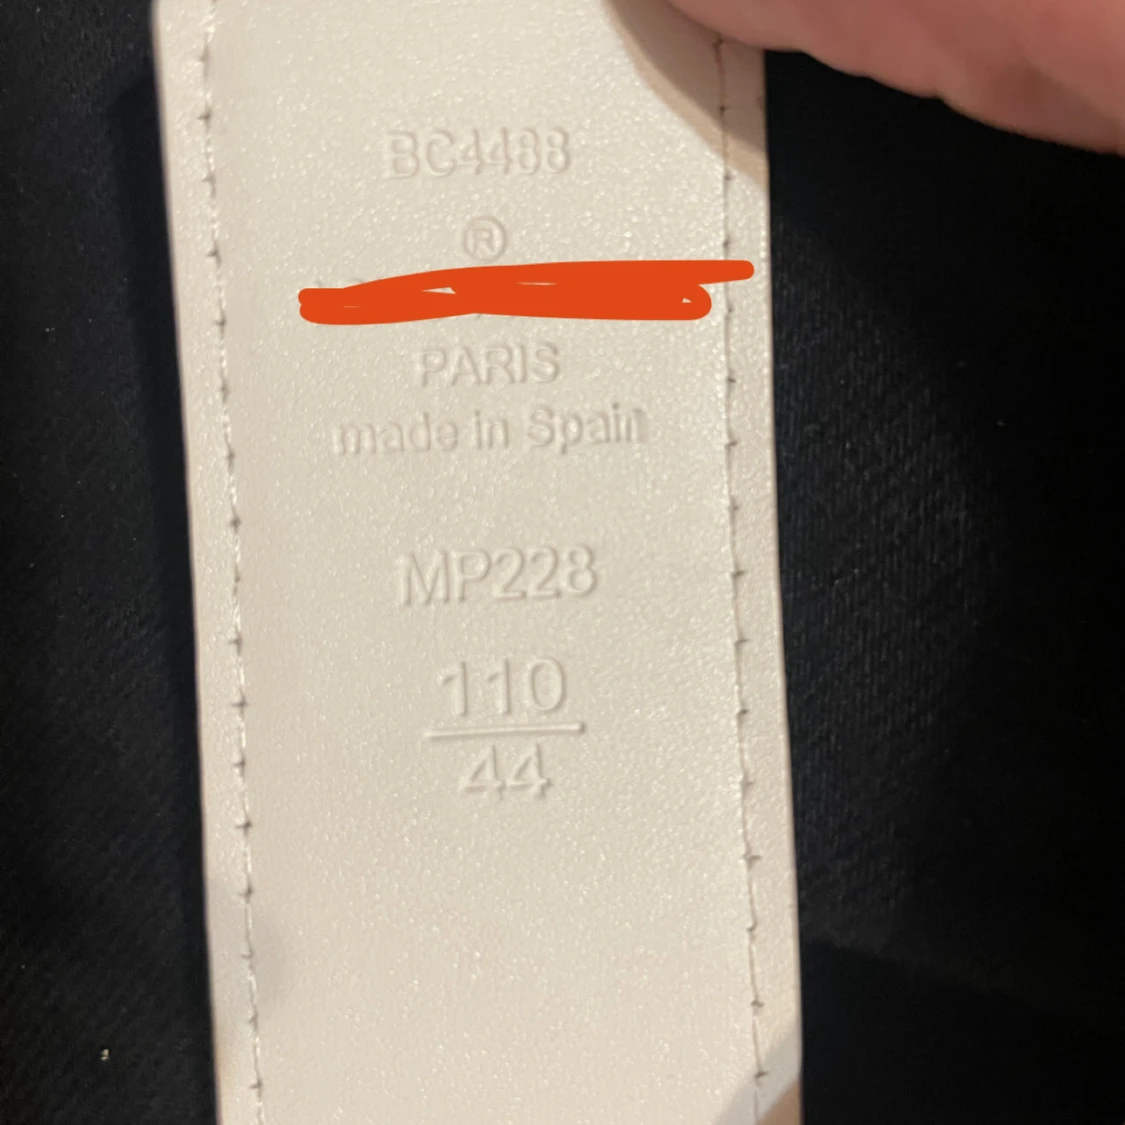 BC4488
®
PARIS
made in Spain
MP228
110
44